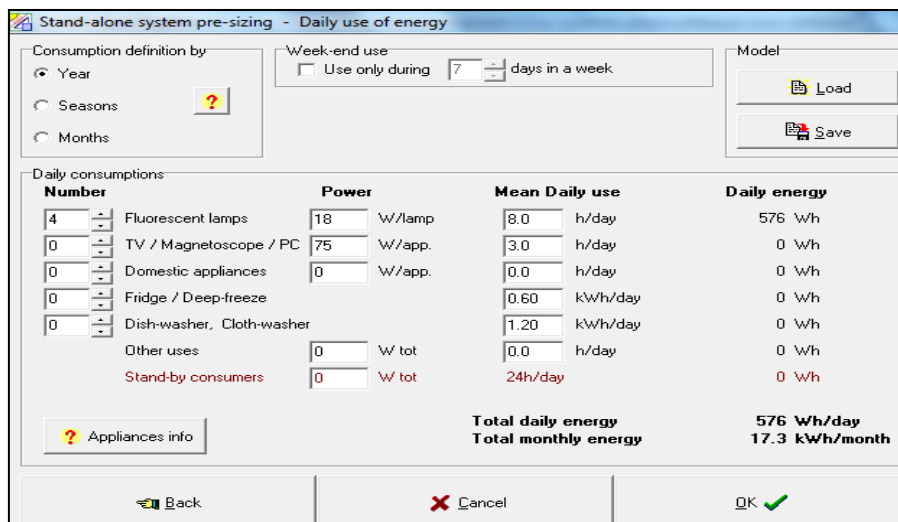 Stand-alone system pre-sizing - Daily use of energy
Consumption definition by
Year
Seasons
Months
?
Week-end use
Use only during 7 days in a week
Model
Load
Save
Daily consumptions
Number Power Mean Daily use Daily energy
4 Fluorescent lamps 18 W/lamp 8.0 h/day 576 Wh
0 TV / Magnetoscope / PC 75 W/app. 3.0 h/day 0 Wh
0 Domestic appliances 0 W/app. 0.0 h/day 0 Wh
0 Fridge / Deep-freeze 0.60 kWh/day 0 Wh
0 Dish-washer, Cloth-washer 1.20 kWh/day 0 Wh
Other uses 0 W tot 0.0 h/day 0 Wh
Stand-by consumers 0 W tot 24h/day 0 Wh
? Appliances info
Total daily energy 576 Wh/day
Total monthly energy 17.3 kWh/month
Back Cancel OK